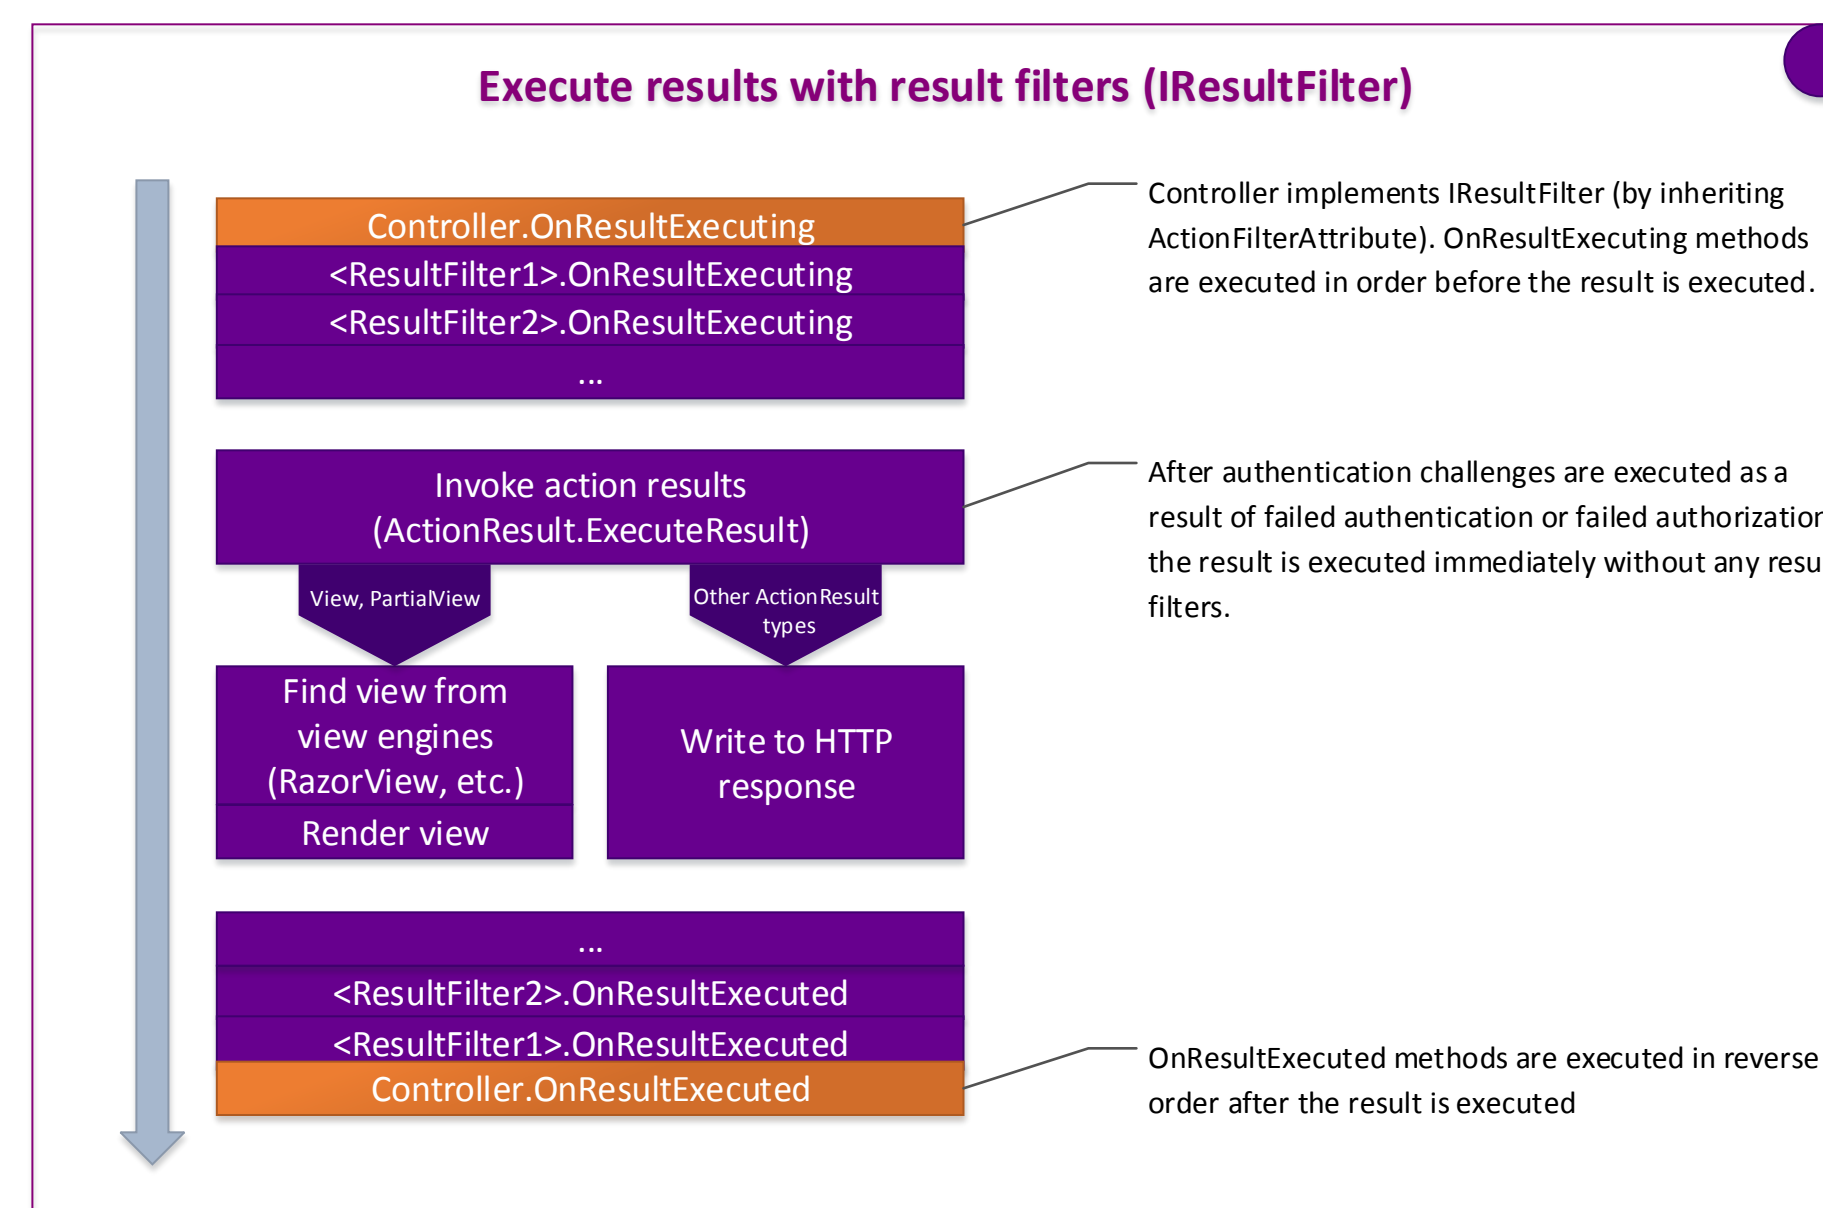 Execute results with result filters (IResultFilter)
Controller.OnResultExecuting
<ResultFilter1>.OnResultExecuting
<ResultFilter2>.OnResultExecuting
...
Controller implements IResultFilter (by inheriting
ActionFilterAttribute). OnResultExecuting methods
are executed in order before the result is executed.
Invoke action results
(ActionResult.ExecuteResult)
After authentication challenges are executed as a
result of failed authentication or failed authorization
the result is executed immediately without any resu
filters.
View, PartialView
Other ActionResult
types
Find view from
view engines
(RazorView, etc.)
Render view
Write to HTTP
response
...
<ResultFilter2>.OnResultExecuted
<ResultFilter1>.OnResultExecuted
Controller.OnResultExecuted
OnResultExecuted methods are executed in reverse
order after the result is executed